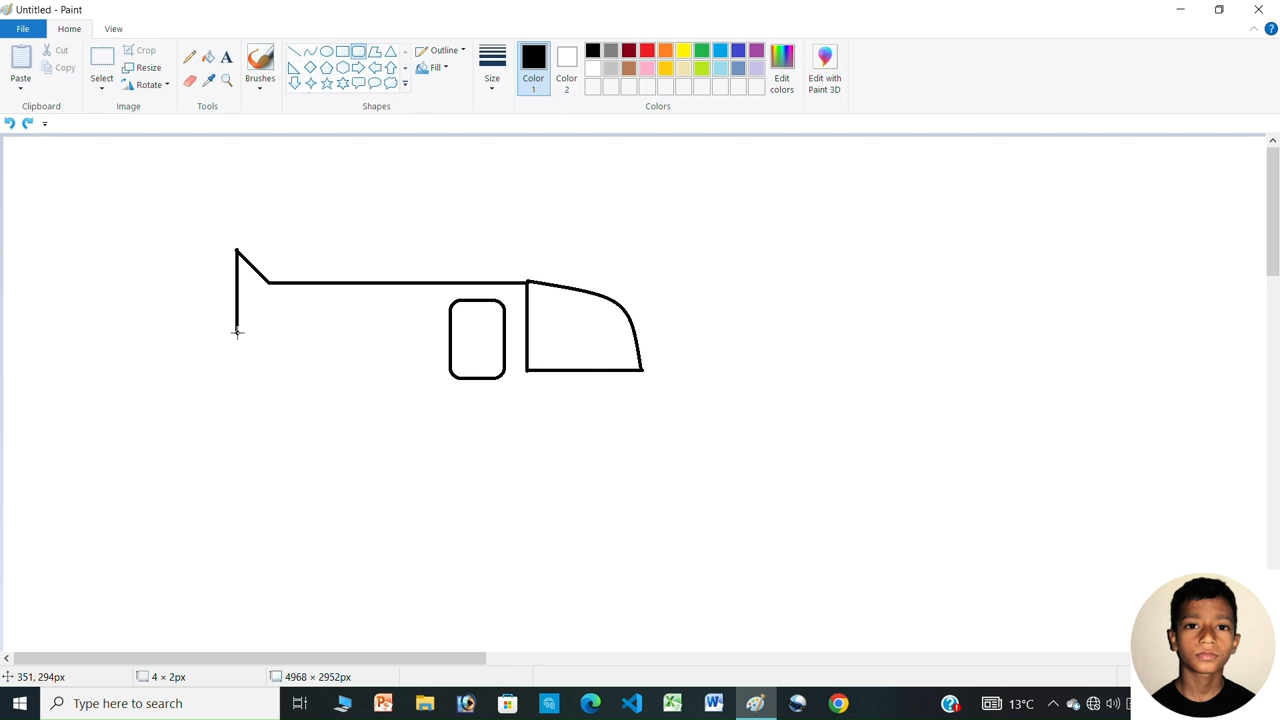 Untitled - Paint
File Home View
Paste
Cut
Copy
Clipboard
Select
Crop
Resize
Rotate
Image
Tools
Brushes
Shapes
Outline
Fill
Size
Color 1
Color 2
Colors
Edit colors
Edit with Paint 3D
351, 294px
4 × 2px
4968 × 2952px
Type here to search
13°C